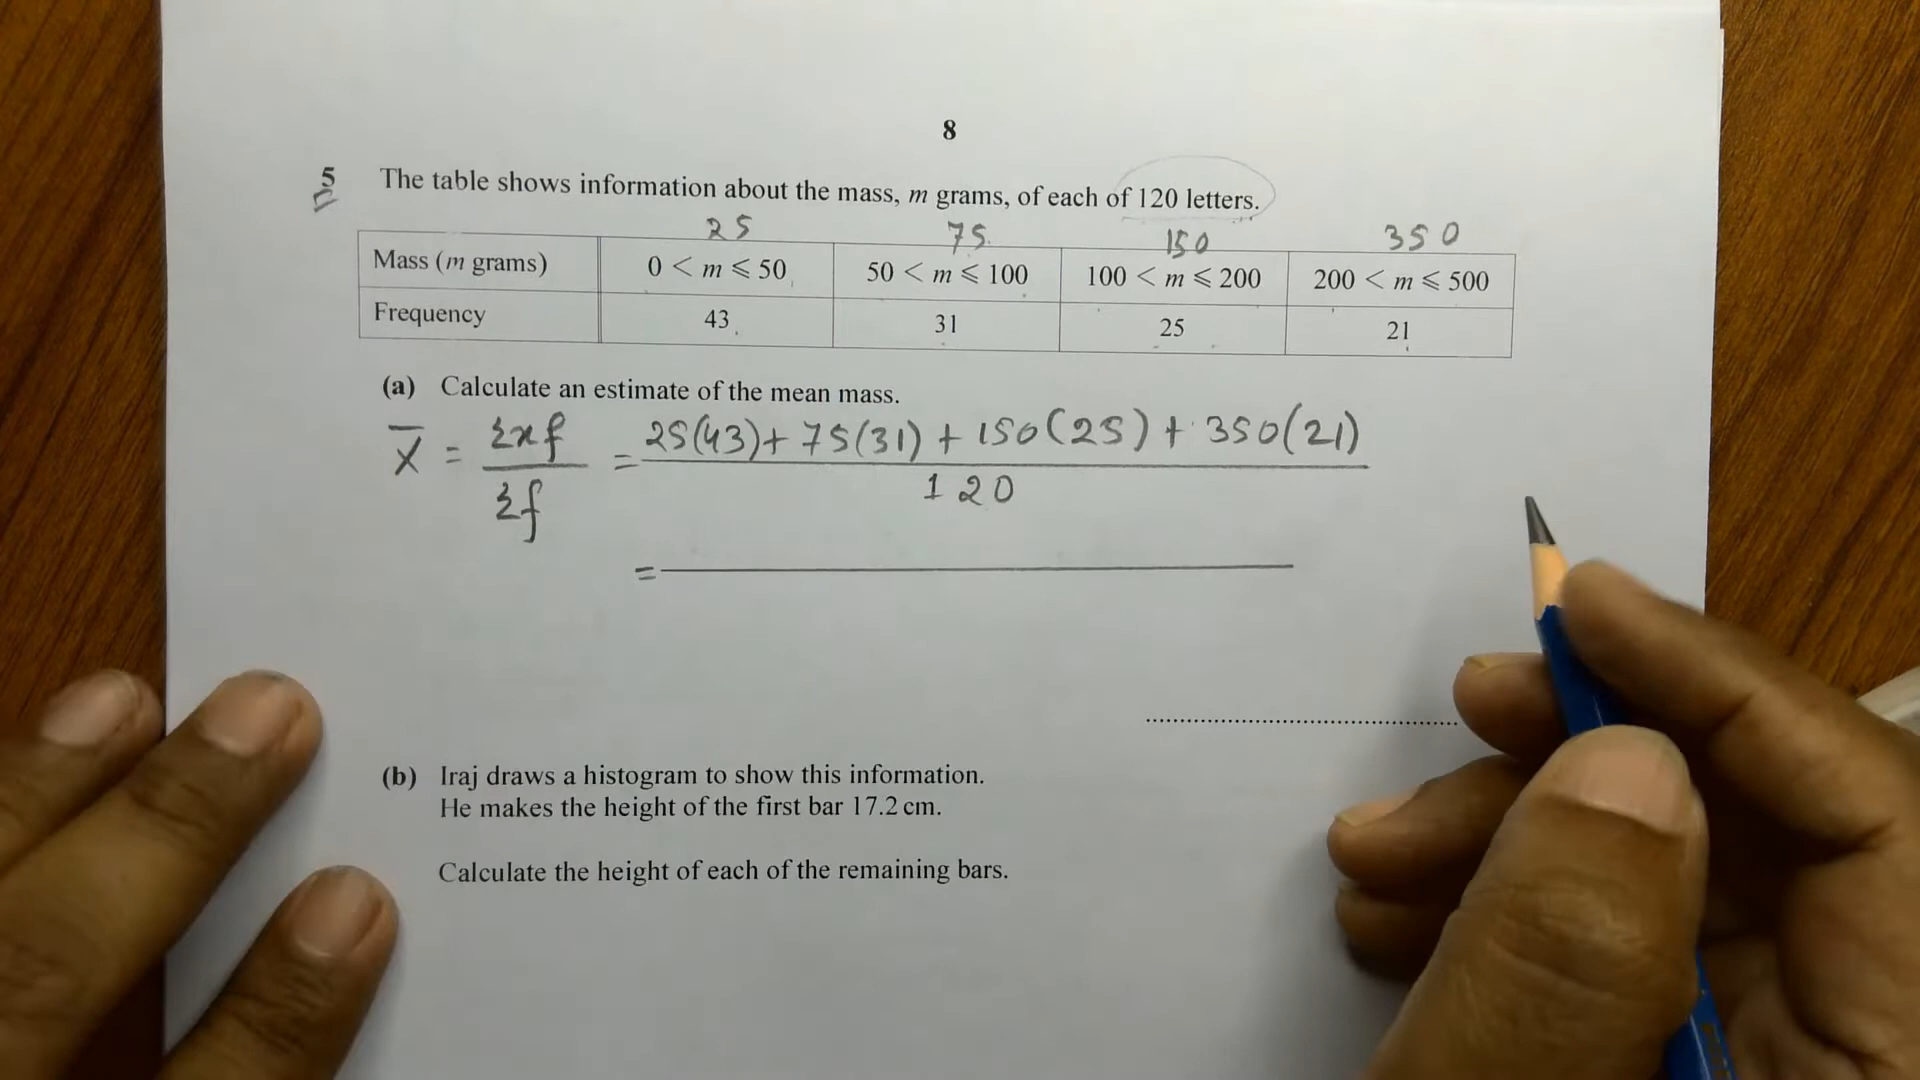 8
5 The table shows information about the mass, m grams, of each of 120 letters.
25 75 150 350
Mass (m grams) 0 < m ⩽ 50 50 < m ⩽ 100 100 < m ⩽ 200 200 < m ⩽ 500
Frequency 43 31 25 21
(a) Calculate an estimate of the mean mass.
x̄ = Σxf / Σf = 25(43) + 75(31) + 150(25) + 350(21) / 120
=
(b) Iraj draws a histogram to show this information.
He makes the height of the first bar 17.2 cm.
Calculate the height of each of the remaining bars.